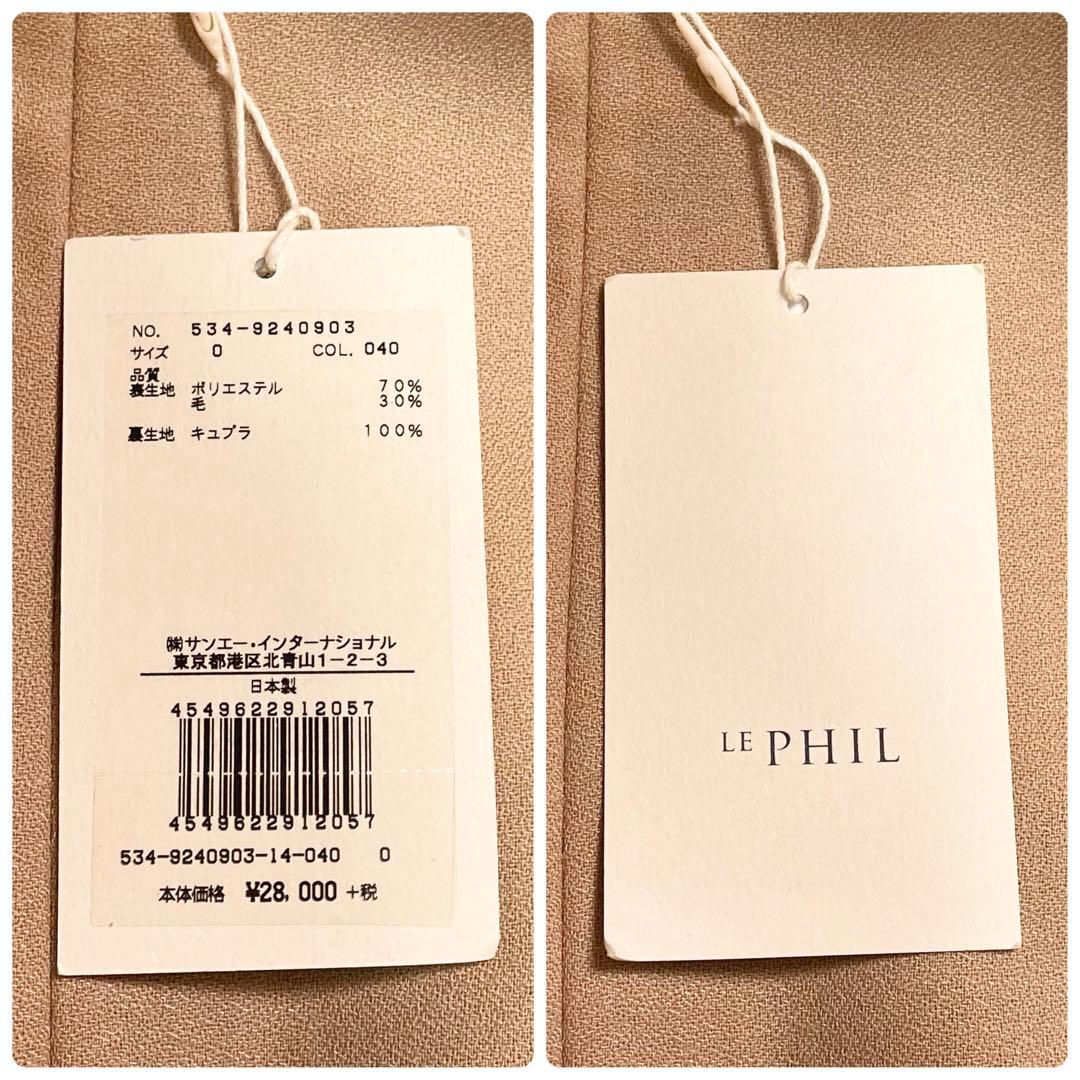 NO. 534-9240903
サイズ 0 COL. 040
品質
表生地 ポリエステル 70%
毛 30%
裏生地 キュプラ 100%
㈱サンエー・インターナショナル
東京都港区北青山1-2-3
日本製
4549622912057
4549622912057
534-9240903-14-040 0
本体価格 ¥28,000 +税
LE PHIL